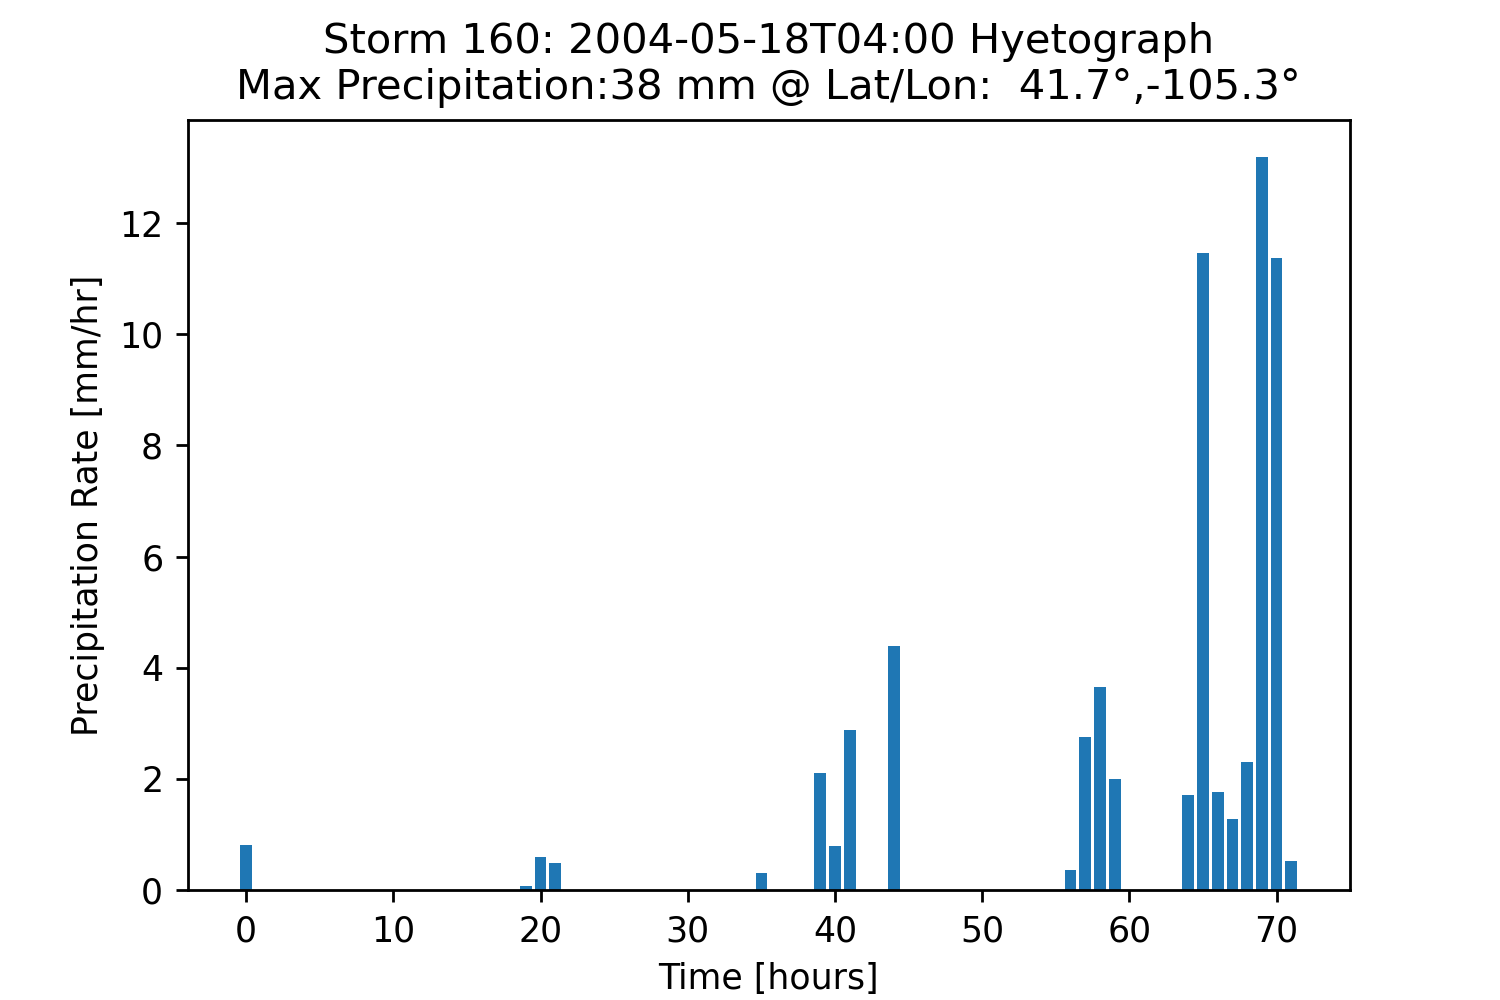 Storm 160: 2004-05-18T04:00 Hyetograph
Max Precipitation:38 mm @ Lat/Lon:  41.7°,-105.3°
Precipitation Rate [mm/hr]
12
10
8
6
4
2
0
0 10 20 30 40 50 60 70
Time [hours]